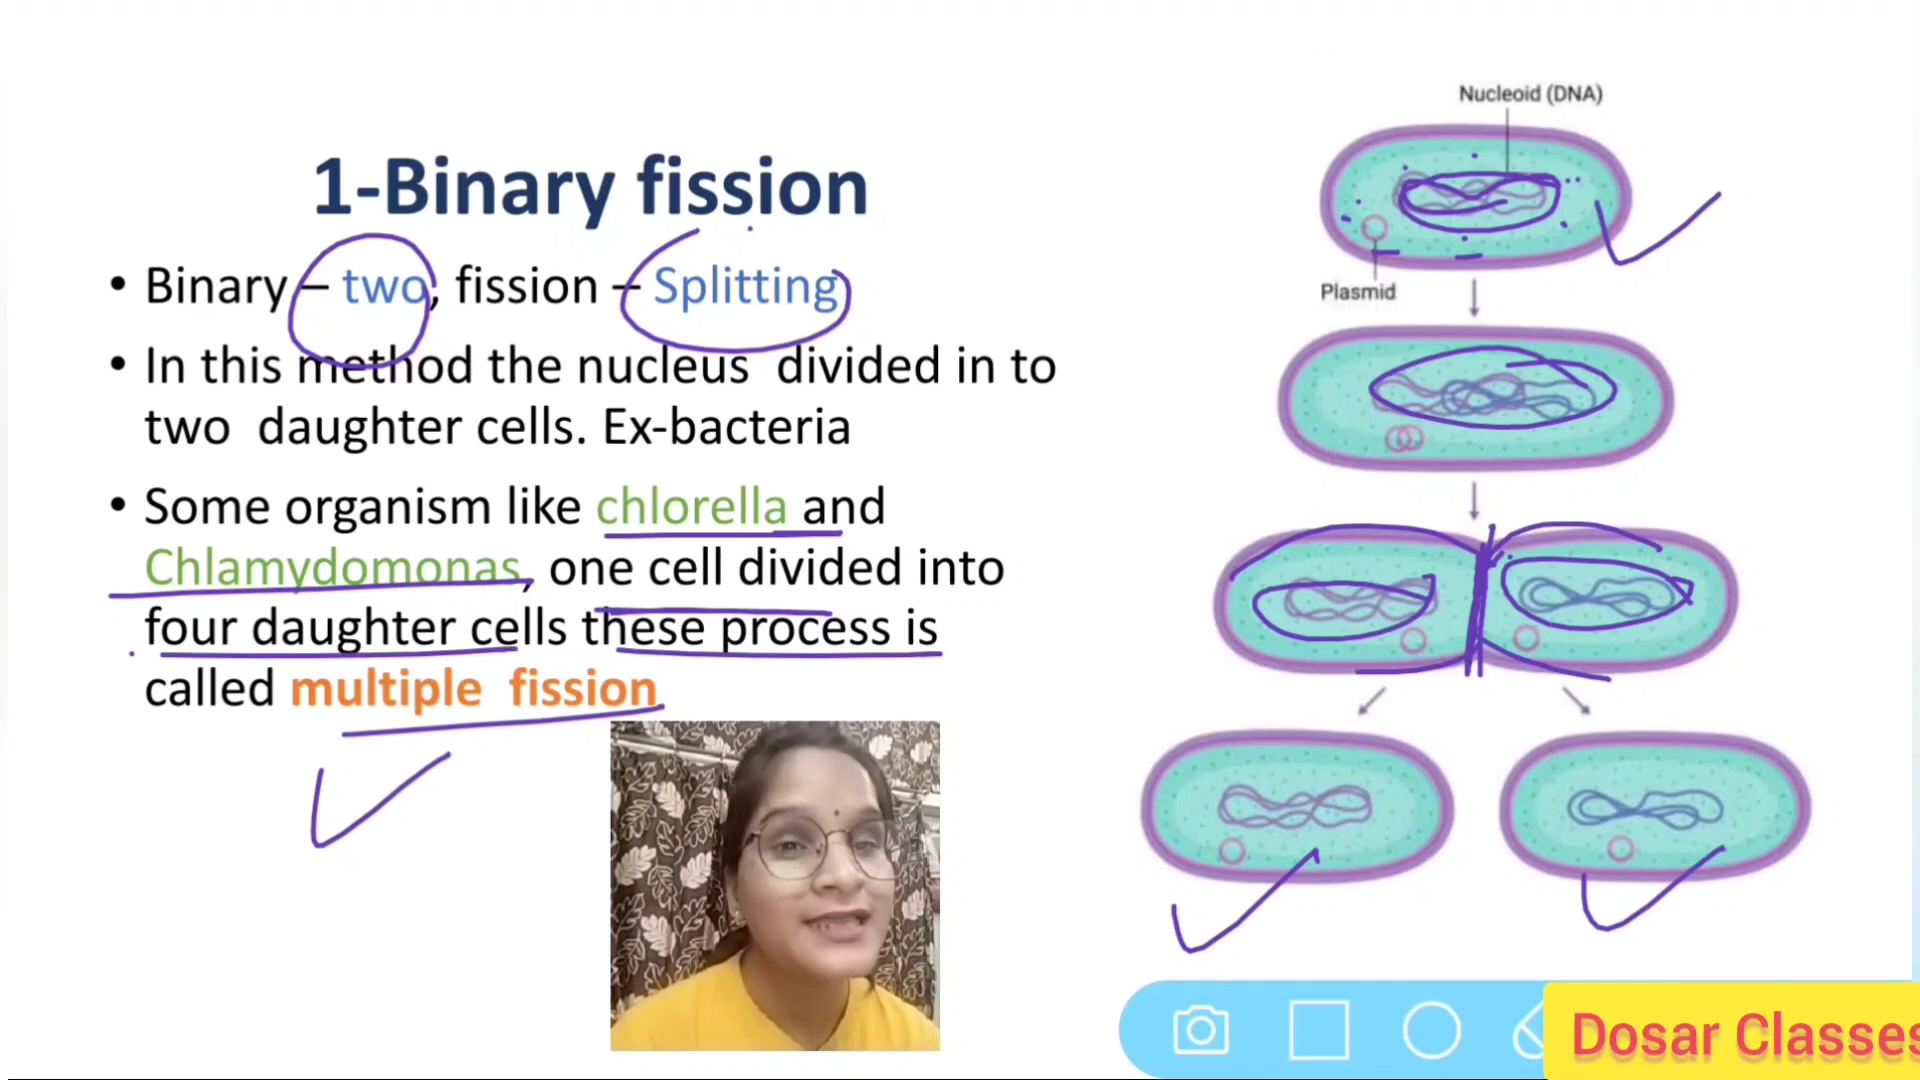 1-Binary fission
• Binary – two, fission – Splitting
• In this method the nucleus divided in to
two daughter cells. Ex-bacteria
• Some organism like chlorella and
Chlamydomonas, one cell divided into
four daughter cells these process is
called multiple fission
Nucleoid (DNA)
Plasmid
Dosar Classes